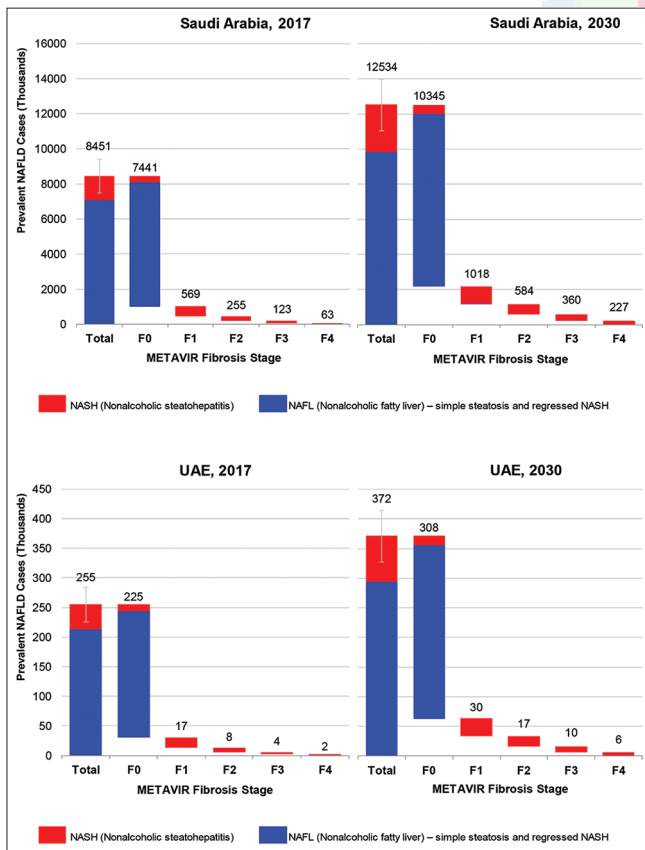 Saudi Arabia, 2017
Saudi Arabia, 2030
Prevalent NAFLD Cases (Thousands)
16000
14000
12000
10000
8000
6000
4000
2000
0
8451
7441
569
255
123
63
12534
10345
1018
584
360
227
Total F0 F1 F2 F3 F4
Total F0 F1 F2 F3 F4
METAVIR Fibrosis Stage
METAVIR Fibrosis Stage
NASH (Nonalcoholic steatohepatitis)
NAFL (Nonalcoholic fatty liver) – simple steatosis and regressed NASH
UAE, 2017
UAE, 2030
Prevalent NAFLD Cases (Thousands)
450
400
350
300
250
200
150
100
50
0
255
225
17
8
4
2
372
308
30
17
10
6
Total F0 F1 F2 F3 F4
Total F0 F1 F2 F3 F4
METAVIR Fibrosis Stage
METAVIR Fibrosis Stage
NASH (Nonalcoholic steatohepatitis)
NAFL (Nonalcoholic fatty liver) – simple steatosis and regressed NASH